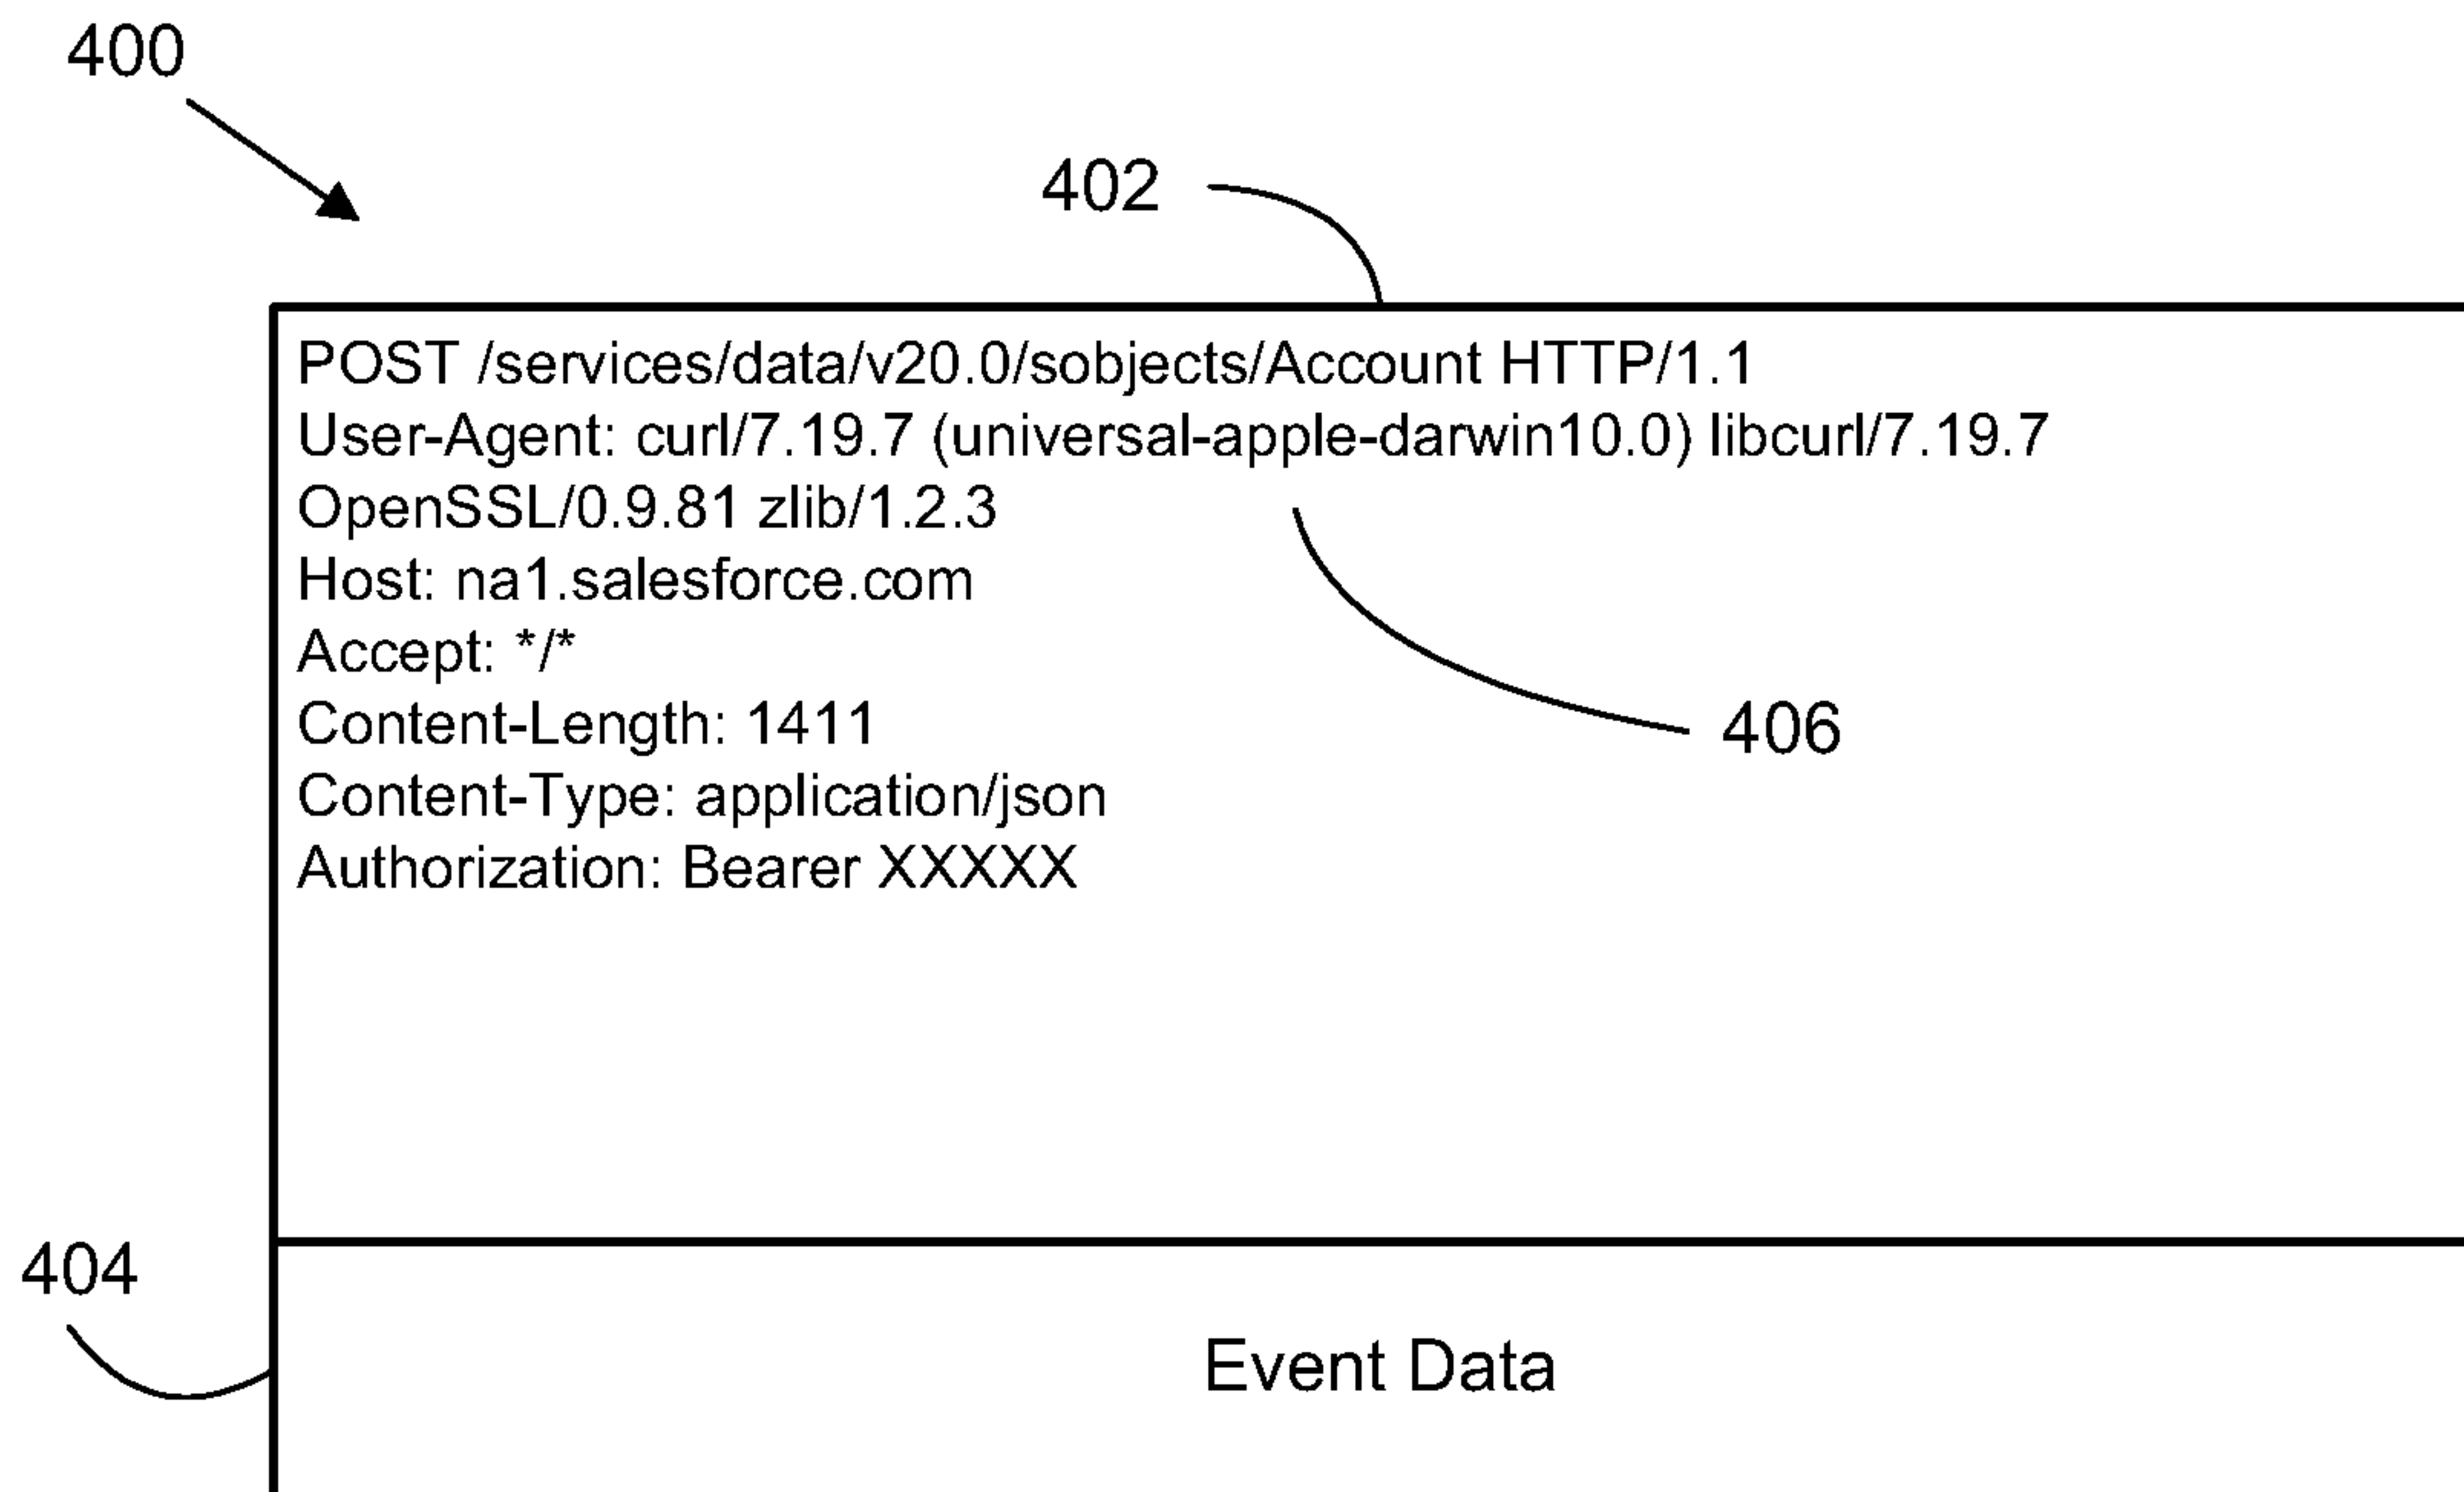 400
402
POST /services/data/v20.0/sobjects/Account HTTP/1.1
User-Agent: curl/7.19.7 (universal-apple-darwin10.0) libcurl/7.19.7
OpenSSL/0.9.81 zlib/1.2.3
Host: na1.salesforce.com
Accept: */*
Content-Length: 1411
406
Content-Type: application/json
Authorization: Bearer XXXXX
404
Event Data